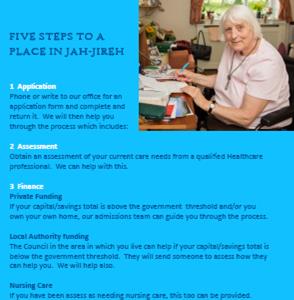 FIVE STEPS TO A
PLACE IN JAH-JIREH
1 Application
Phone or write to our office for an
application form and complete and
return it. We will then help you
through the process which includes:
2 Assessment
Obtain an assessment of your current care needs from a qualified Healthcare
professional. We can help with this.
3 Finance
Private Funding
If your capital/savings total is above the government threshold and/or you
own your own home, our admissions team can guide you through the process.
Local Authority funding
The Council in the area in which you live can help if your capital/savings total is
below the government threshold. They will send someone to assess how they
can help you. We will help also.
Nursing Care
If you have been assess as needing nursing care, this too can be provided.